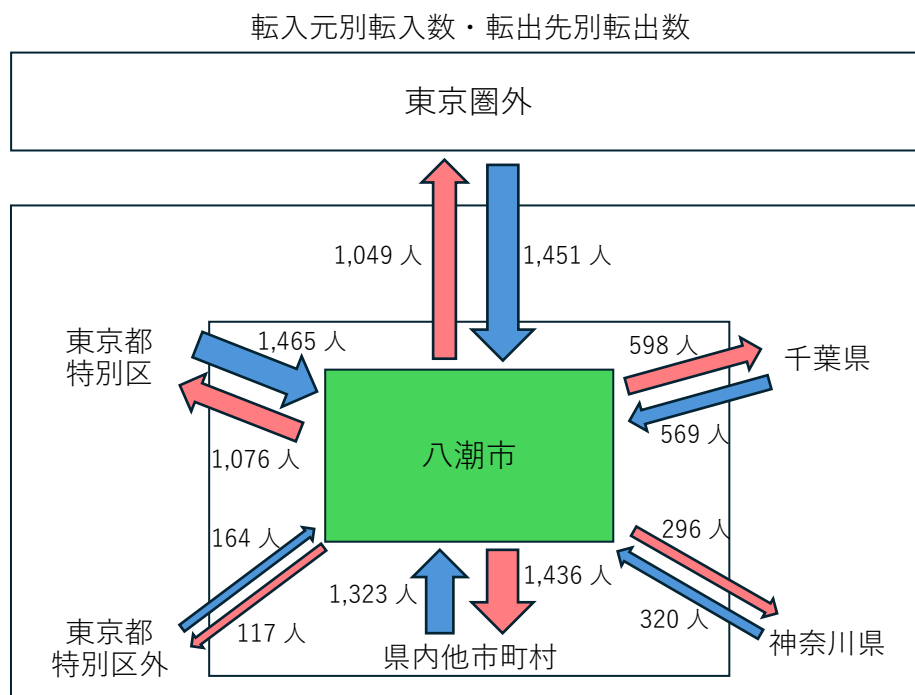 転入元別転入数・転出先別転出数
東京圏外
1,049 人
1,451 人
東京都
特別区
1,465 人
598 人
千葉県
1,076 人
八潮市
569 人
164 人
296 人
1,323 人
1,436 人
東京都
特別区外
117 人
県内他市町村
320 人
神奈川県